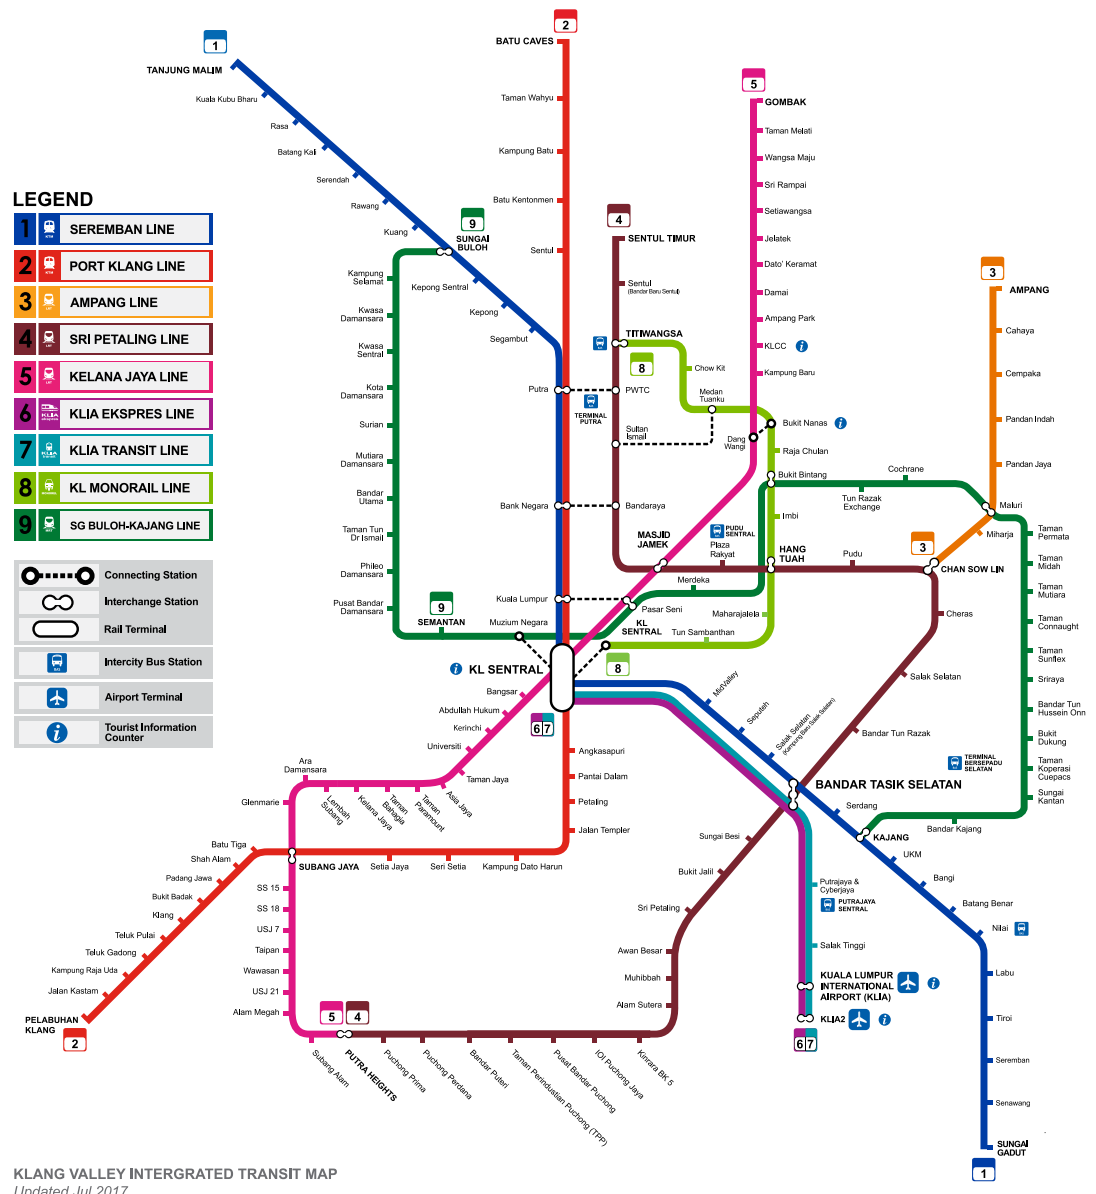 2
BATU CAVES
1
TANJUNG MALIM
Kuala Kubu Bharu
Rasa
Batang Kali
Serendah
Rawang
Kuang
Taman Wahyu
Kampung Batu
Batu Kentonmen
Sentul
5
GOMBAK
Taman Melati
Wangsa Maju
Sri Rampai
Setiawangsa
Jelatek
Dato' Keramat
Damai
Ampang Park
KLCC
i
Kampung Baru
LEGEND
1 SEREMBAN LINE
2 PORT KLANG LINE
3 AMPANG LINE
4 SRI PETALING LINE
5 KELANA JAYA LINE
6 KLIA EKSPRES LINE
7 KLIA TRANSIT LINE
8 KL MONORAIL LINE
9 SG BULOH-KAJANG LINE
Connecting Station
Interchange Station
Rail Terminal
Intercity Bus Station
Airport Terminal
i
Tourist Information
Counter
9
SUNGAI
BULOH
Kepong Sentral
Kepong
Segambut
Kampung
Selamat
Kwasa
Damansara
Kwasa
Sentral
Kota
Damansara
Surian
Mutiara
Damansara
Bandar
Utama
Taman Tun
Dr Ismail
Phileo
Damansara
Pusat Bandar
Damansara
9
SEMANTAN
Muzium Negara
4
SENTUL TIMUR
Sentul
(Bandar Baru Sentul)
TITIWANGSA
8
Chow Kit
Medan
Tuanku
Putra
PWTC
TERMINAL
PUTRA
Sultan
Ismail
Dang
Wangi
Bukit Nanas
i
Raja Chulan
Bukit Bintang
Imbi
Bank Negara
Bandaraya
MASJID
JAMEK
PUDU
SENTRAL
Plaza
Rakyat
HANG
TUAH
Pudu
Kuala Lumpur
Merdeka
Pasar Seni
KL
SENTRAL
Maharajalela
Tun Sambanthan
8
3
AMPANG
Cahaya
Cempaka
Pandan Indah
Pandan Jaya
Cochrane
Tun Razak
Exchange
Maluri
Miharja
3
CHAN SOW LIN
Taman
Permata
Taman
Midah
Taman
Mutiara
Taman
Connaught
Taman
Sunflex
Sriraya
Bandar Tun
Hussein Onn
Bukit
Dukung
Taman
Koperasi
Cuepacs
Sungai
Kantan
Bandar Kajang
KAJANG
Cheras
Salak Selatan
Bandar Tun Razak
TERMINAL
BERSEPADU
SELATAN
BANDAR TASIK SELATAN
i
KL SENTRAL
6 7
MidValley
Seputeh
Salak Selatan
(Kampung Baru Salak Selatan)
Serdang
UKM
Bangi
Batang Benar
Nilai
Labu
Tiroi
Seremban
Senawang
SUNGAI
GADUT
1
Bangsar
Abdullah Hukum
Kerinchi
Universiti
Taman Jaya
Asia Jaya
Taman
Paramount
Taman
Bahagia
Kelana Jaya
Lembah
Subang
Ara
Damansara
Glenmarie
Angkasapuri
Pantai Dalam
Petaling
Jalan Templer
Kampung Dato Harun
Seri Setia
Setia Jaya
SUBANG JAYA
Batu Tiga
Shah Alam
Padang Jawa
Bukit Badak
Klang
Teluk Pulai
Teluk Gadong
Kampung Raja Uda
Jalan Kastam
PELABUHAN
KLANG
2
SS 15
SS 18
USJ 7
Taipan
Wawasan
USJ 21
Alam Megah
Subang Alam
5
4
PUTRA HEIGHTS
Puchong Prima
Puchong Perdana
Bandar Puteri
Taman Perindustian Puchong (TPP)
Pusat Bandar Puchong
IOI Puchong Jaya
Kinrara BK 5
Alam Sutera
Muhibbah
Awan Besar
Sri Petaling
Bukit Jalil
Sungai Besi
Putrajaya &
Cyberjaya
PUTRAJAYA
SENTRAL
Salak Tinggi
KUALA LUMPUR
INTERNATIONAL
AIRPORT (KLIA)
i
KLIA2
i
6 7
KLANG VALLEY INTERGRATED TRANSIT MAP
Updated Jul 2017